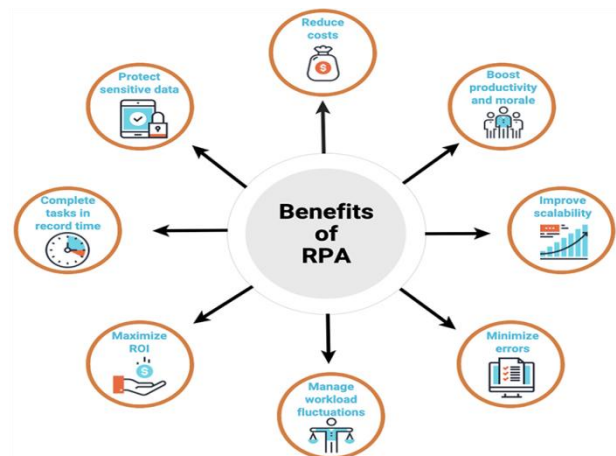 Reduce
costs
Boost
productivity
and morale
Improve
scalability
Minimize
errors
Manage
workload
fluctuations
Maximize
ROI
Complete
tasks in
record time
Protect
sensitive data
Benefits
of
RPA